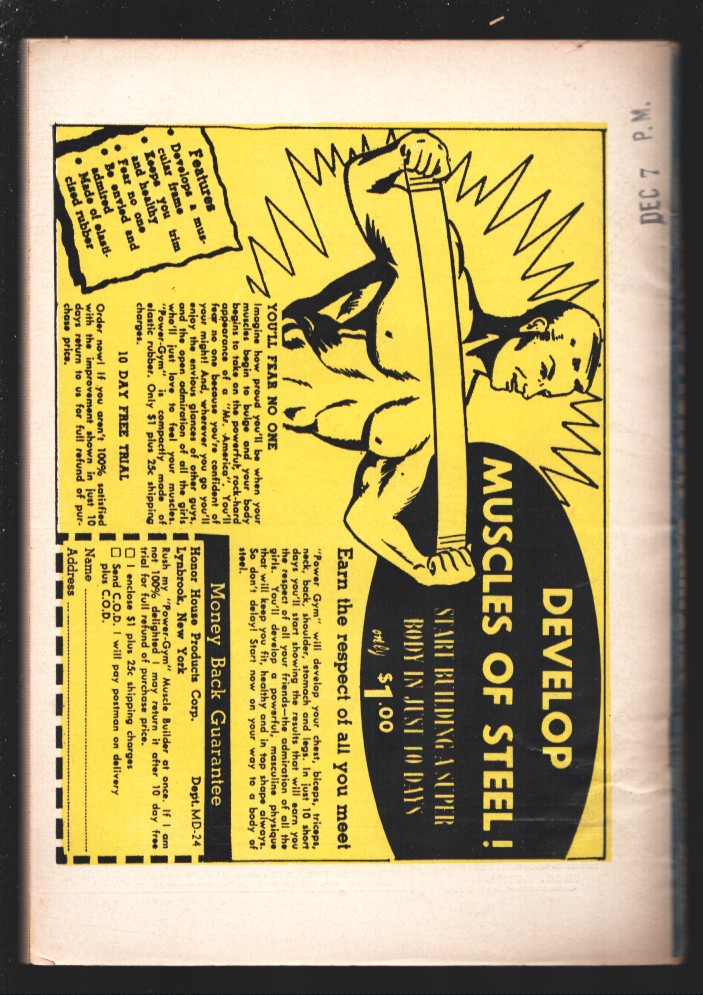 DEC 7 P.M.
DEVELOP
MUSCLES OF STEEL!
START BUILDING A SUPER
BODY IN JUST 10 DAYS
only $1.00
Features
• Develops a mus-
cular frame
• Keeps you trim
and healthy
• Fear no one
• Be envied and
admired
• Made of elasti-
cized rubber
YOU'LL FEAR NO ONE
Imagine how proud you'll be when your
muscles begin to bulge and your body
begins to take on the powerful, rock-hard
appearance of a "Mr. America". You'll
fear no one because you're confident of
your might! And, wherever you go you'll
enjoy the envious glances of other guys,
and the open admiration of all the girls
who'll just love to feel your muscles.
"Power-Gym" is compactly made of
elastic rubber. Only $1 plus 25c shipping
charges.
10 DAY FREE TRIAL
Order now! If you aren't 100% satisfied
with the improvement shown in just 10
days return to us for full refund of pur-
chase price.
Earn the respect of all you meet
"Power Gym" will develop your chest, biceps, triceps,
neck, back, shoulder, stomach and legs. In just 10 short
days you'll start showing the results that will earn you
the respect of all your friends—the admiration of all the
girls. You'll develop a powerful, masculine physique
that will keep you fit, healthy and in top shape always.
So don't delay! Start now on your way to a body of
steel.
Money Back Guarantee
Honor House Products Corp. Dept. MD-24
Lynbrook, New York
Rush my "Power-Gym" Muscle Builder at once. If I am
not 100% delighted I may return it after 10 day free
trial for full refund of purchase price.
☐ I enclose $1 plus 25c shipping charges
☐ Send C.O.D. I will pay postman on delivery
plus C.O.D.
Name
Address